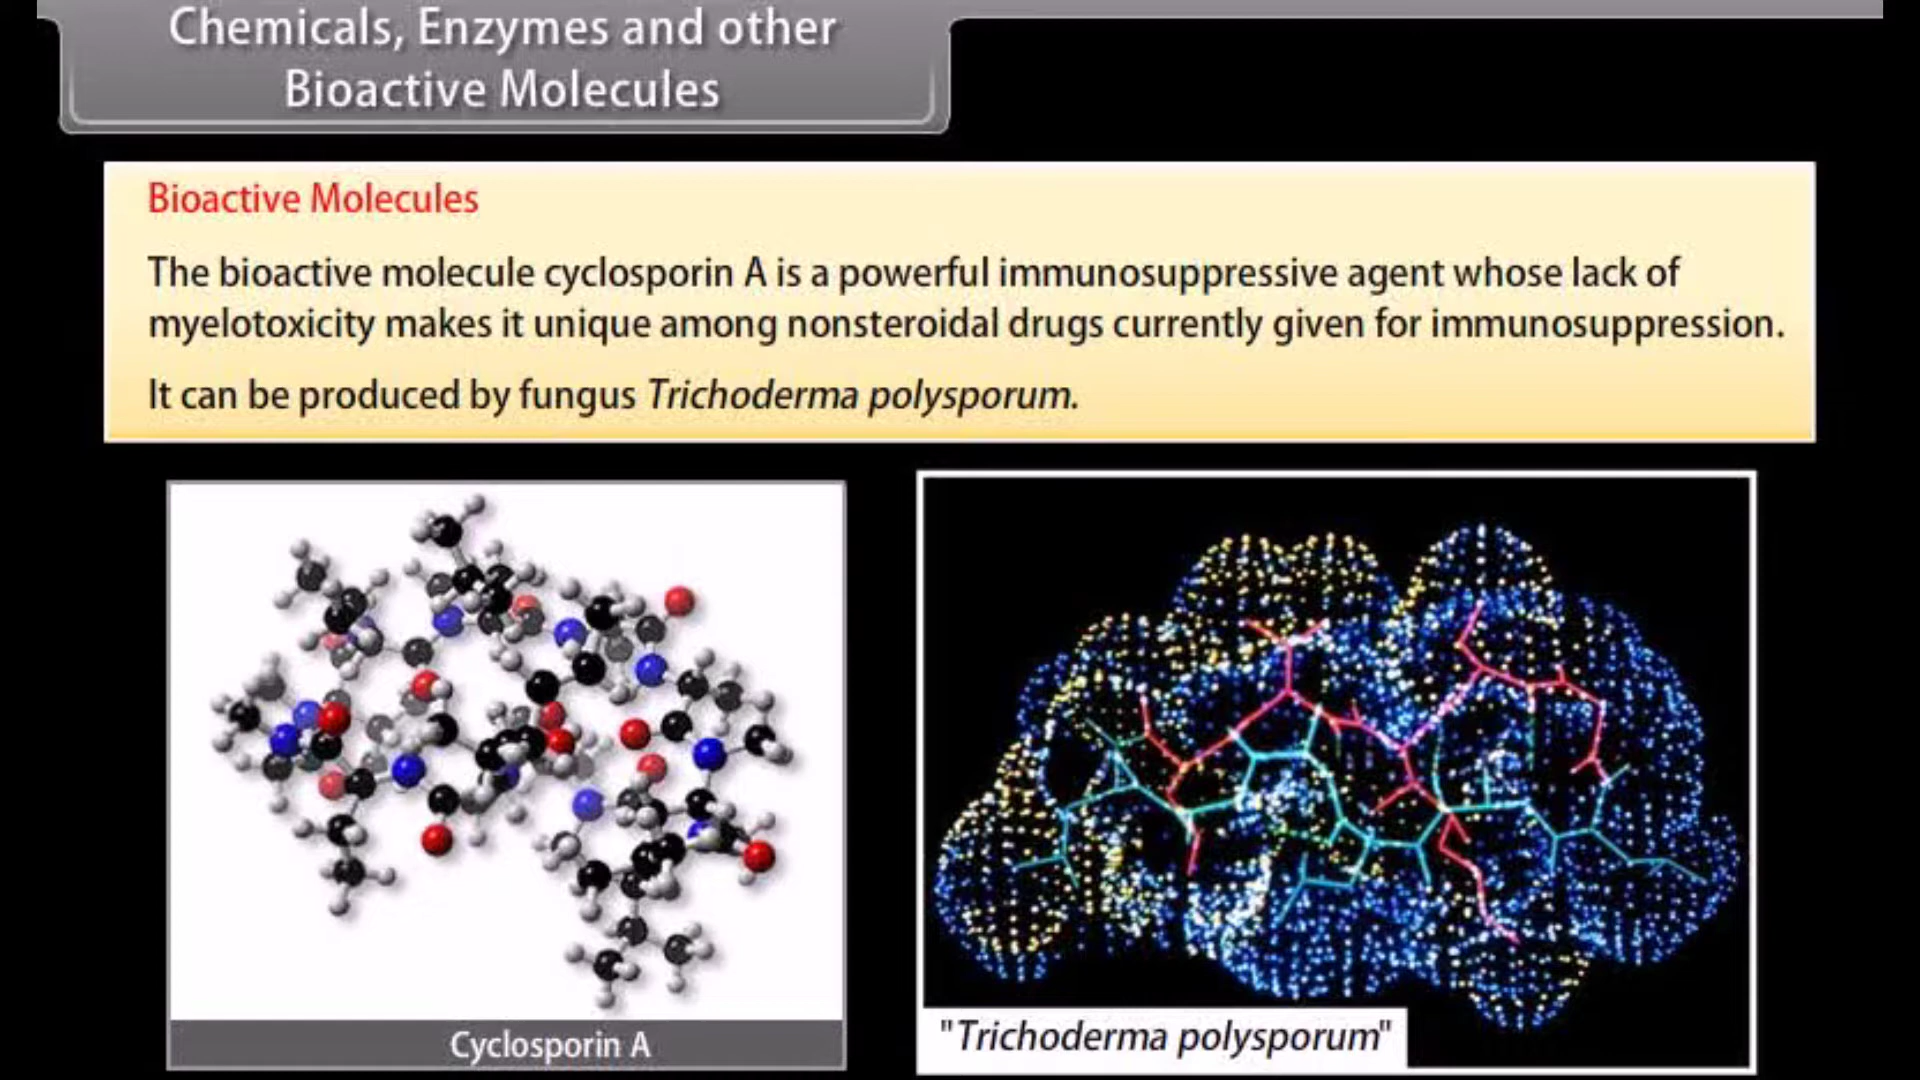 Chemicals, Enzymes and other
Bioactive Molecules
Bioactive Molecules
The bioactive molecule cyclosporin A is a powerful immunosuppressive agent whose lack of
myelotoxicity makes it unique among nonsteroidal drugs currently given for immunosuppression.
It can be produced by fungus Trichoderma polysporum.
Cyclosporin A
"Trichoderma polysporum"